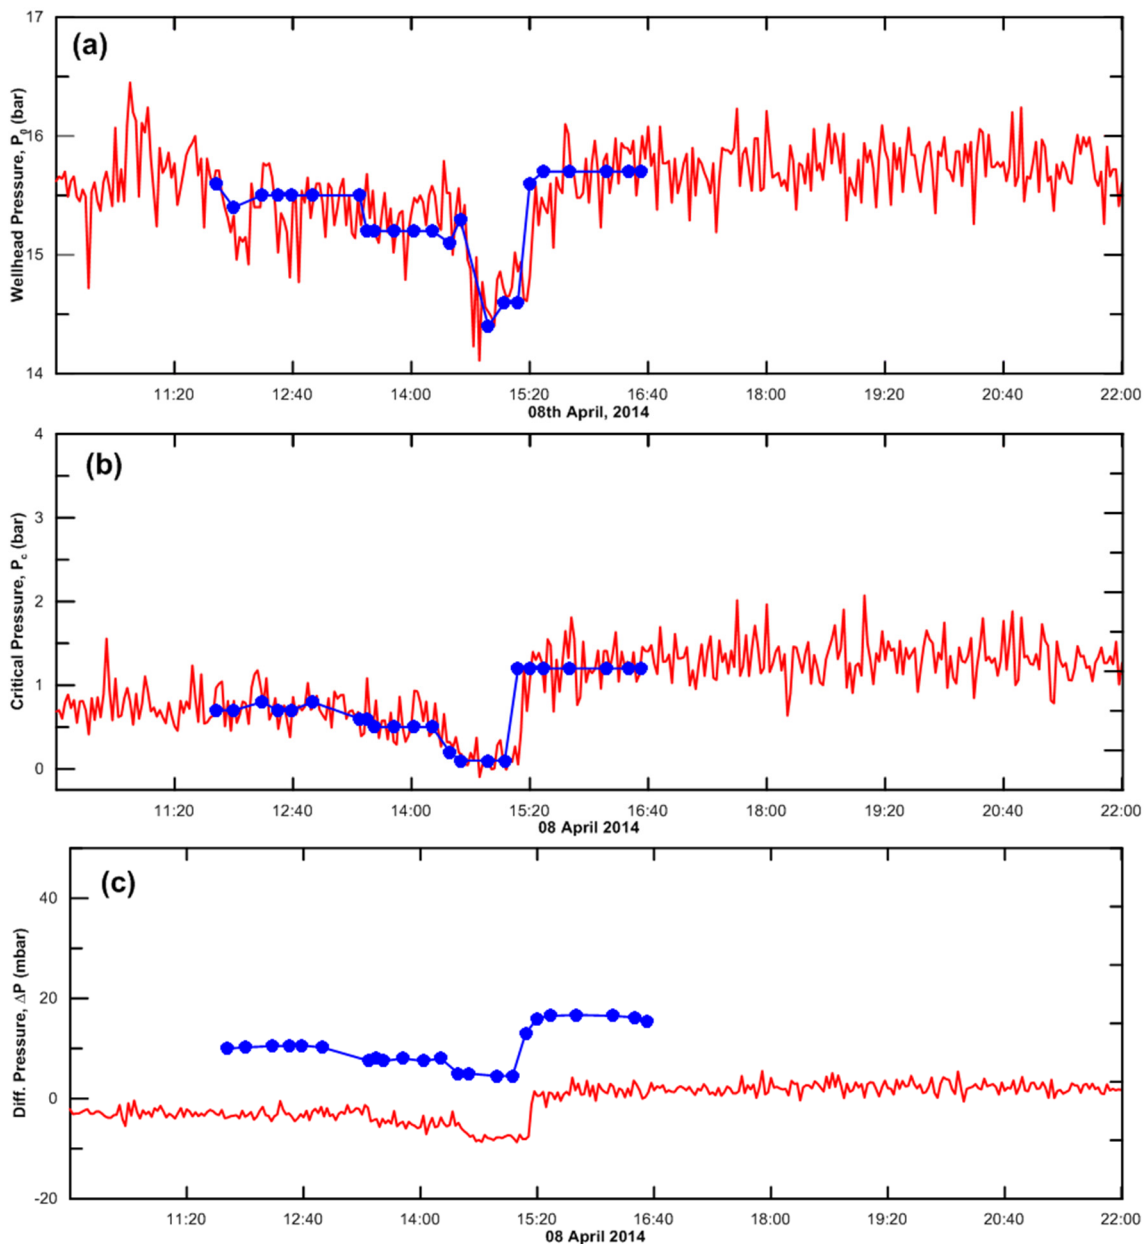 (a)
Wellhead Pressure, P₀ (bar)
17
16
15
14
11:20 12:40 14:00 15:20 16:40 18:00 19:20 20:40 22:00
08th April, 2014
(b)
Critical Pressure, P꜀ (bar)
4
3
2
1
0
11:20 12:40 14:00 15:20 16:40 18:00 19:20 20:40 22:00
08 April 2014
(c)
Diff. Pressure, ΔP (mbar)
40
20
0
-20
11:20 12:40 14:00 15:20 16:40 18:00 19:20 20:40 22:00
08 April 2014